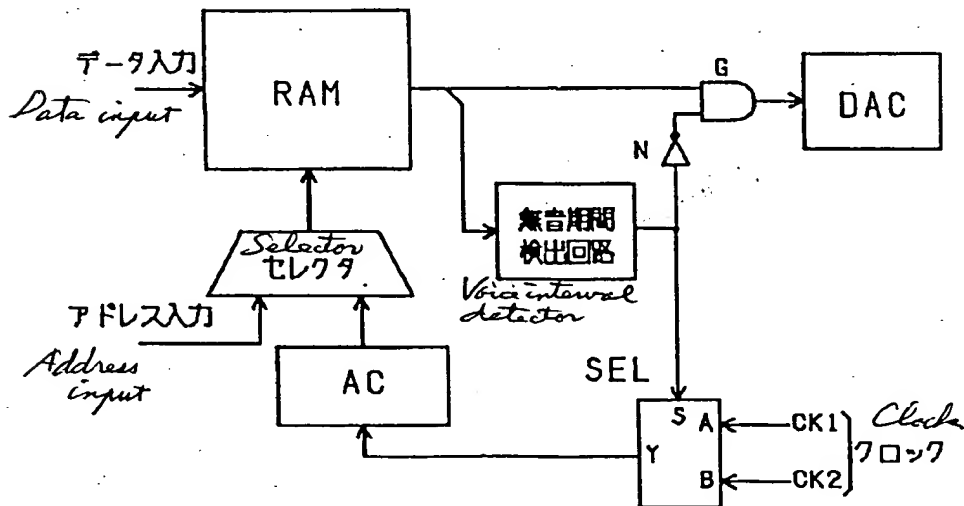 データ入力
Data input
RAM
G
DAC
N
無音期間
検出回路
Voice interval
detector
Selector
セレクタ
アドレス入力
Address
input
AC
SEL
S
A
B
Y
CK1
CK2
Clocks
クロック